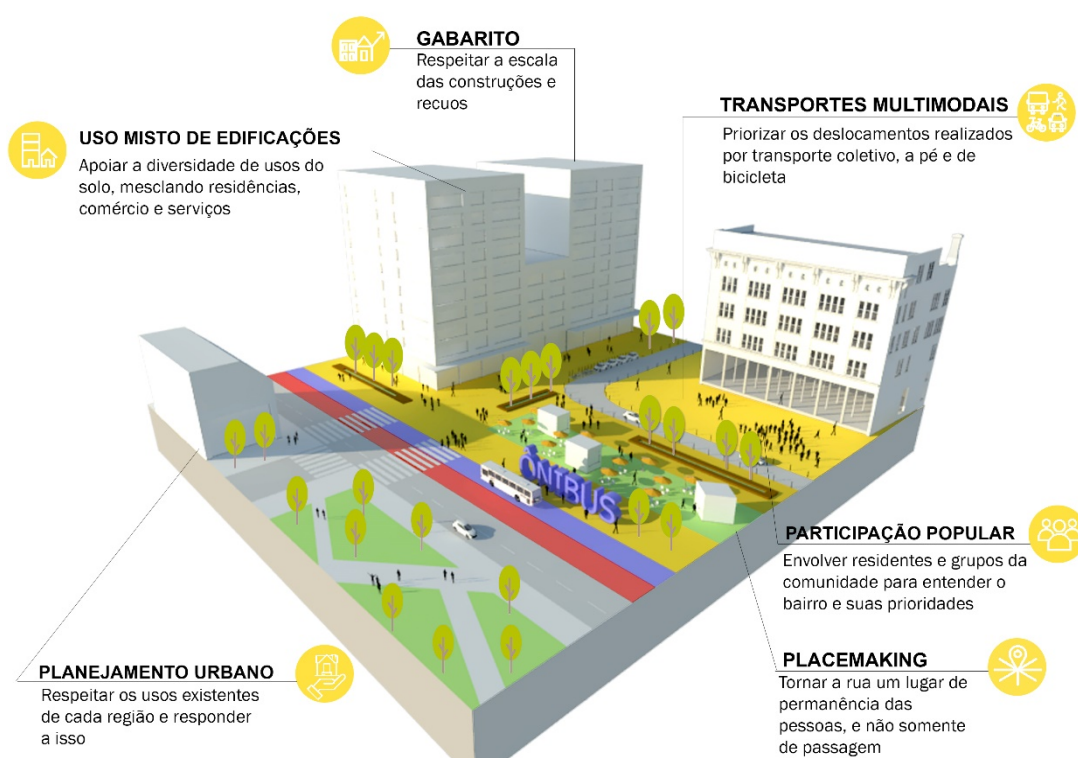 GABARITO
Respeitar a escala
das construções e
recuos
TRANSPORTES MULTIMODAIS
Priorizar os deslocamentos realizados
por transporte coletivo, a pé e de
bicicleta
USO MISTO DE EDIFICAÇÕES
Apoiar a diversidade de usos do
solo, mesclando residências,
comércio e serviços
ÔNIBUS
PARTICIPAÇÃO POPULAR
Envolver residentes e grupos da
comunidade para entender o
bairro e suas prioridades
PLANEJAMENTO URBANO
Respeitar os usos existentes
de cada região e responder
a isso
PLACEMAKING
Tornar a rua um lugar de
permanência das
pessoas, e não somente
de passagem